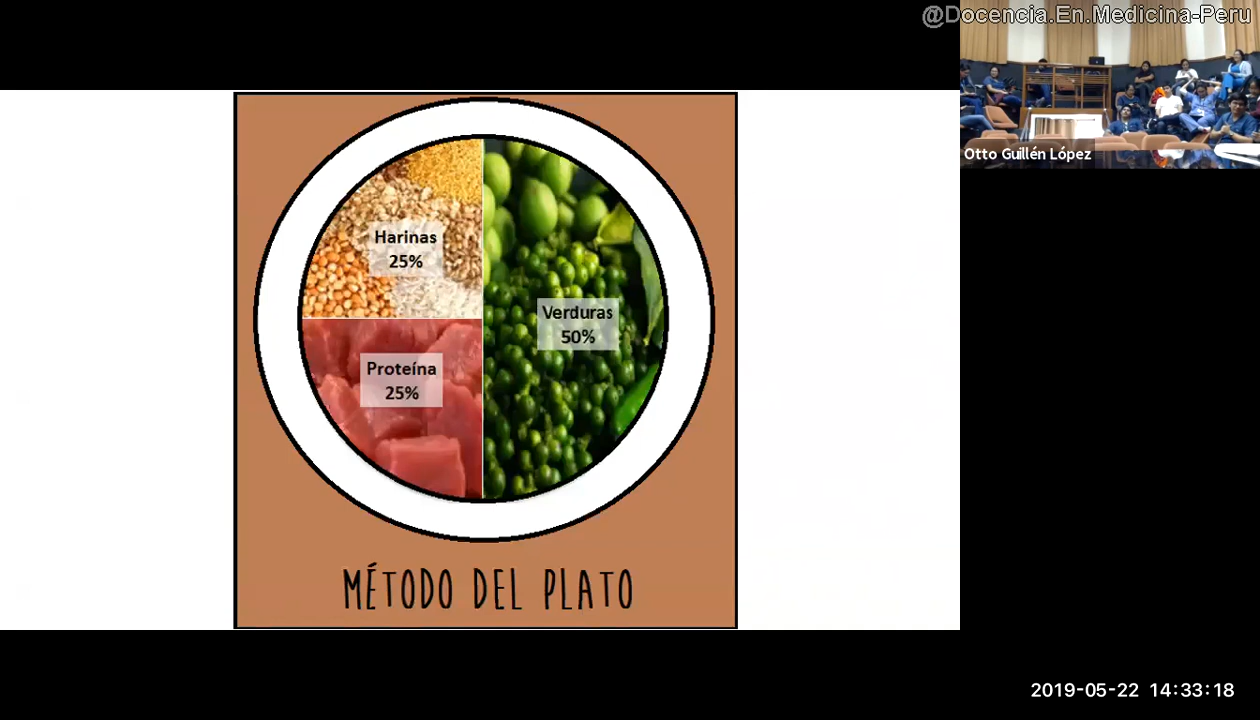 @Docencia.En.Medicina-Peru
Otto Guillén López
Harinas
25%
Verduras
50%
Proteína
25%
MÉTODO DEL PLATO
2019-05-22 14:33:18